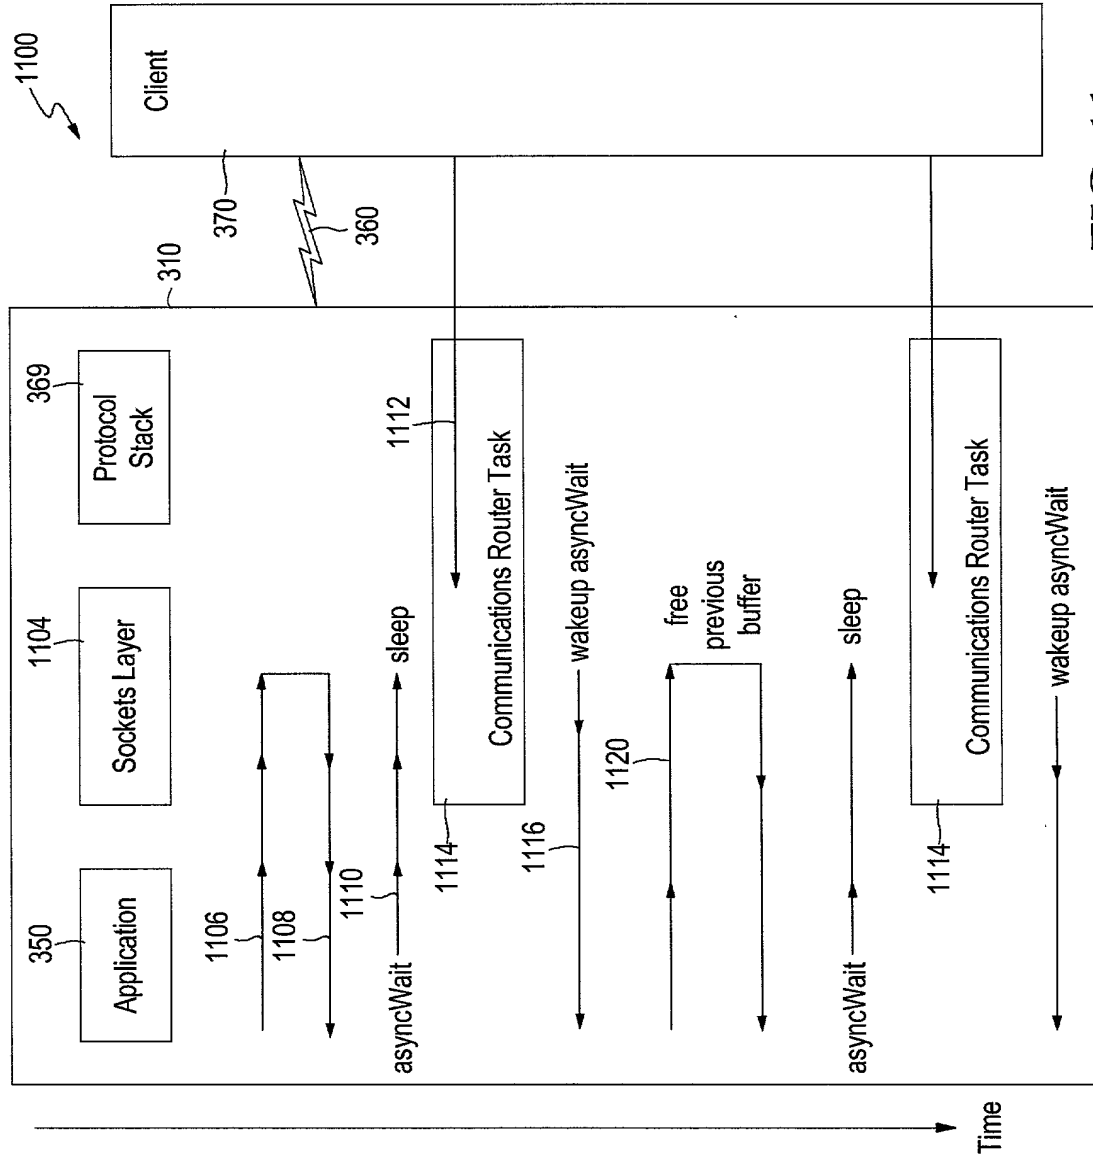 1100
Client
370
360
310
369
Protocol
Stack
1104
Sockets Layer
350
Application
1106
1108
1110
asyncWait
sleep
1112
1114
Communications Router Task
1116
wakeup asyncWait
1120
free
previous
buffer
asyncWait
sleep
1114
Communications Router Task
wakeup asyncWait
Time